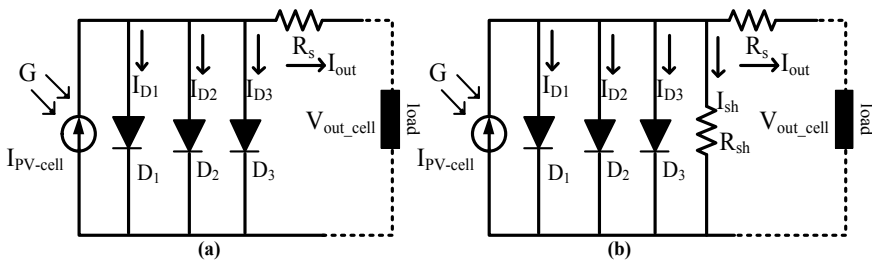 G
I_PV-cell
I_D1
I_D2
I_D3
D_1
D_2
D_3
R_s
I_out
V_out_cell
load
(a)
G
I_PV-cell
I_D1
I_D2
I_D3
D_1
D_2
D_3
I_sh
R_sh
R_s
I_out
V_out_cell
load
(b)